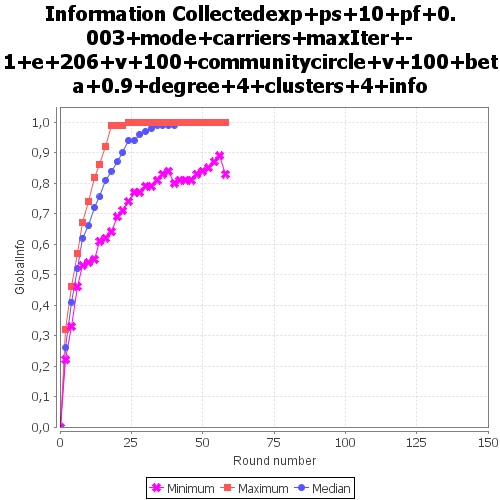 Information Collectedexp+ps+10+pf+0.
003+mode+carriers+maxIter+-
1+e+206+v+100+communitycircle+v+100+bet
a+0.9+degree+4+clusters+4+info
1,0
0,9
0,8
0,7
0,6
0,5
0,4
0,3
0,2
0,1
0,0
GlobalInfo
0 25 50 75 100 125 150
Round number
Minimum Maximum Median